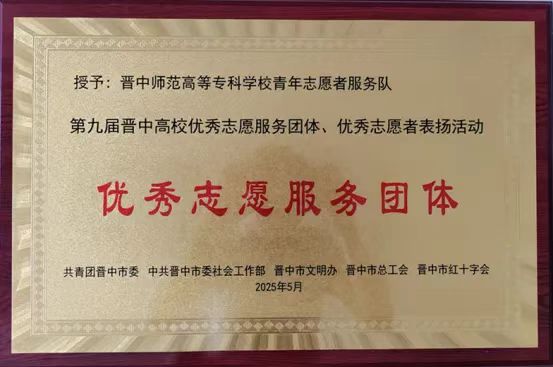 授予：晋中师范高等专科学校青年志愿者服务队
第九届晋中高校优秀志愿服务团体、优秀志愿者表扬活动
优秀志愿服务团体
共青团晋中市委 中共晋中市委社会工作部 晋中市文明办 晋中市总工会 晋中市红十字会
2025年5月